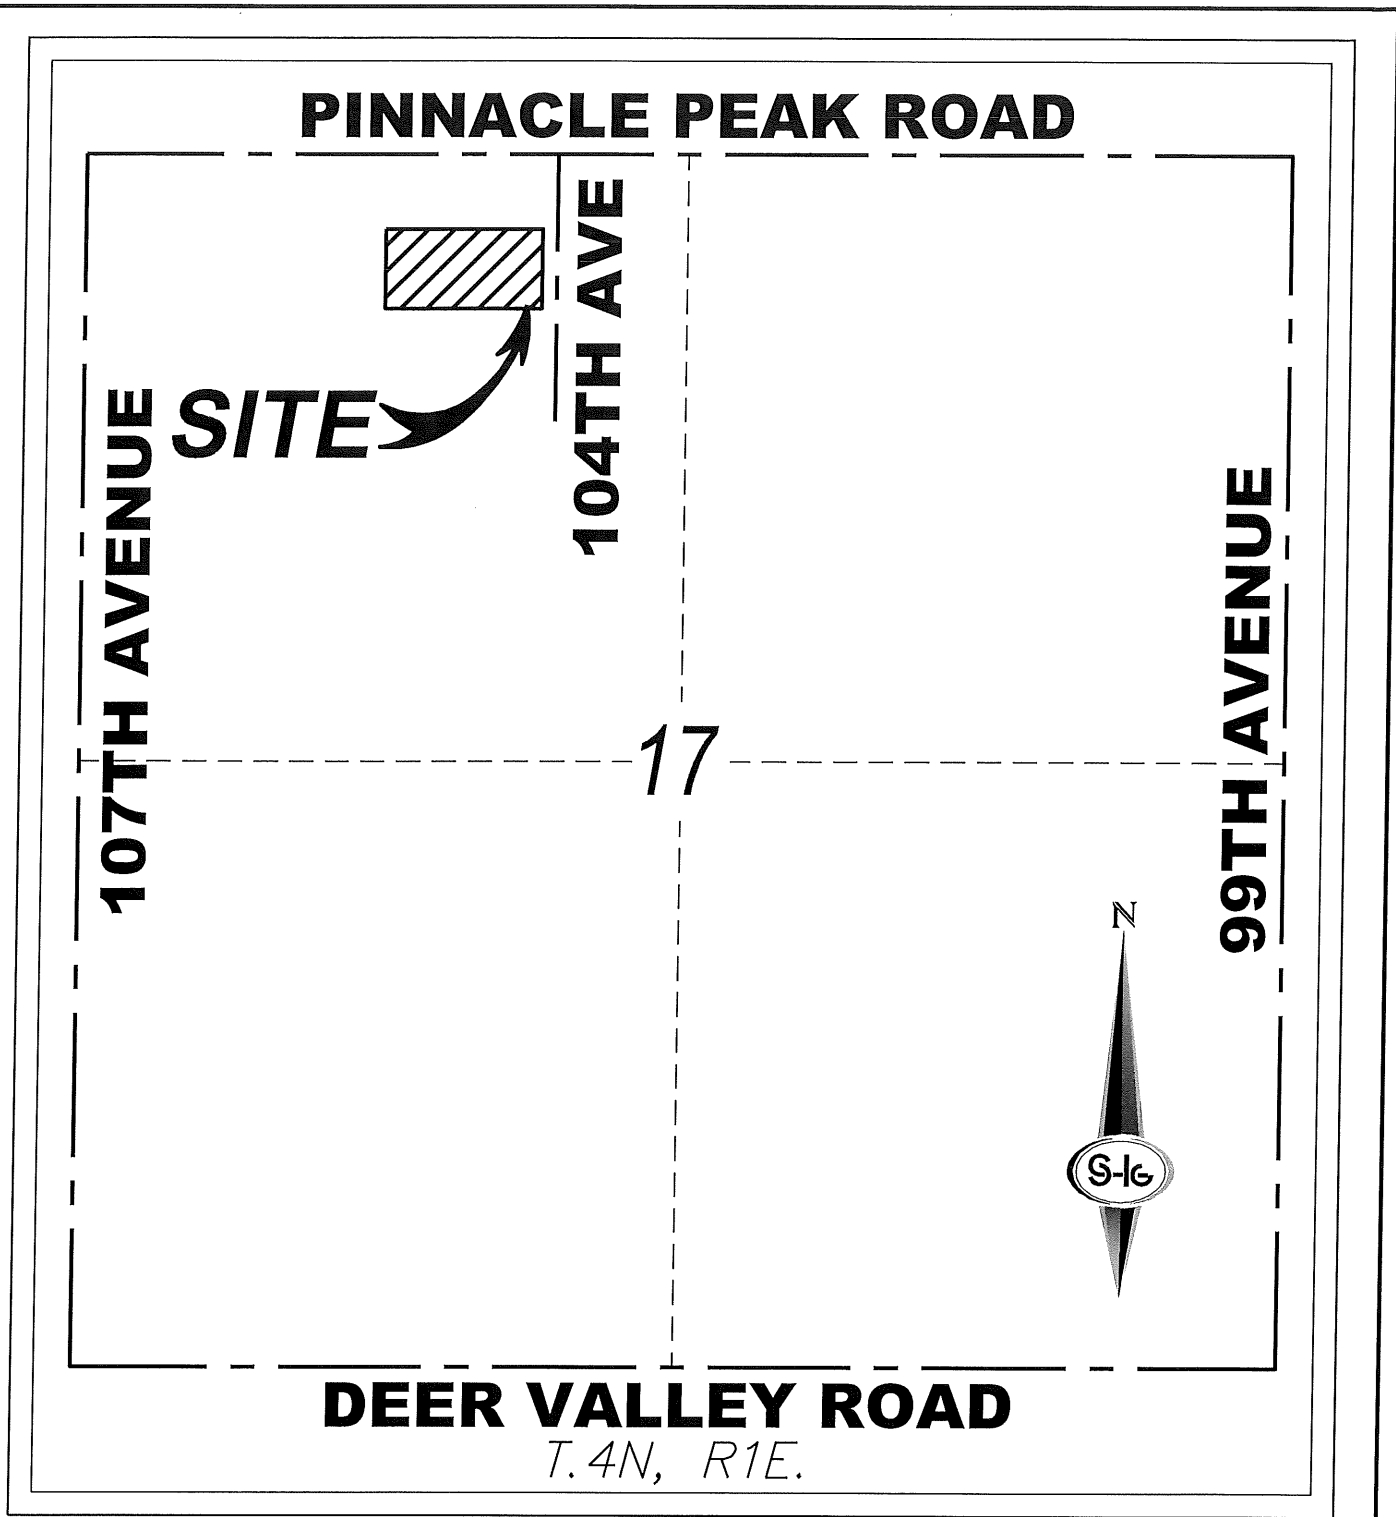 PINNACLE PEAK ROAD
104TH AVE
SITE
107TH AVENUE
99TH AVENUE
17
N
S-IG
DEER VALLEY ROAD
T.4N, R1E.